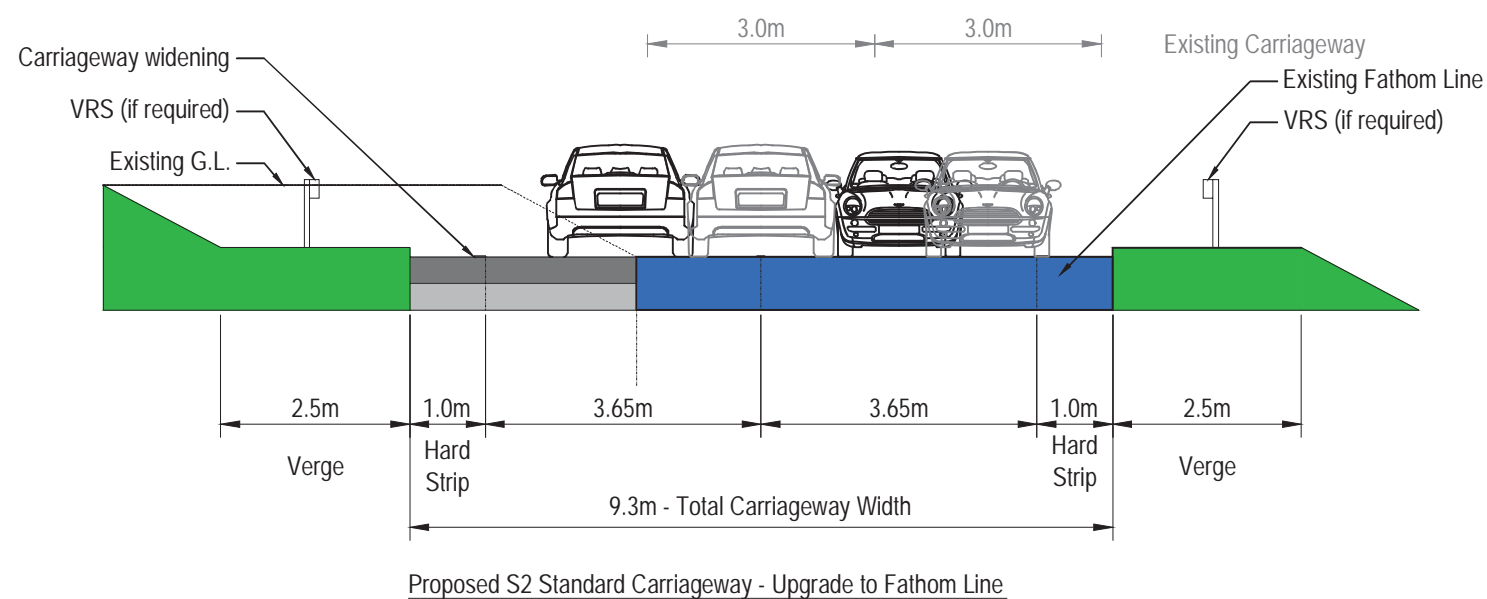 3.0m
3.0m
Existing Carriageway
Carriageway widening
Existing Fathom Line
VRS (if required)
VRS (if required)
Existing G.L.
2.5m
1.0m
3.65m
3.65m
1.0m
2.5m
Verge
Hard
Strip
Hard
Strip
Verge
9.3m - Total Carriageway Width
Proposed S2 Standard Carriageway - Upgrade to Fathom Line